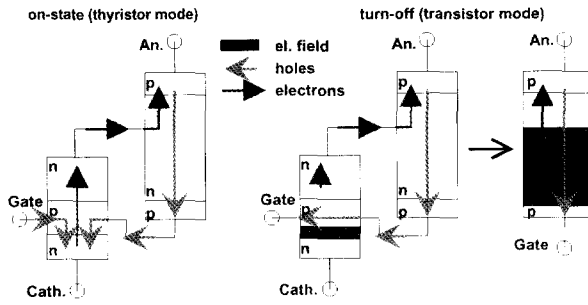 on-state (thyristor mode)
turn-off (transistor mode)
An.
el. field
holes
electrons
An.
An.
p
p
p
n
n
n
Gate
p
n
p
n
Gate
p
n
p
p
Gate
Cath.
Cath.